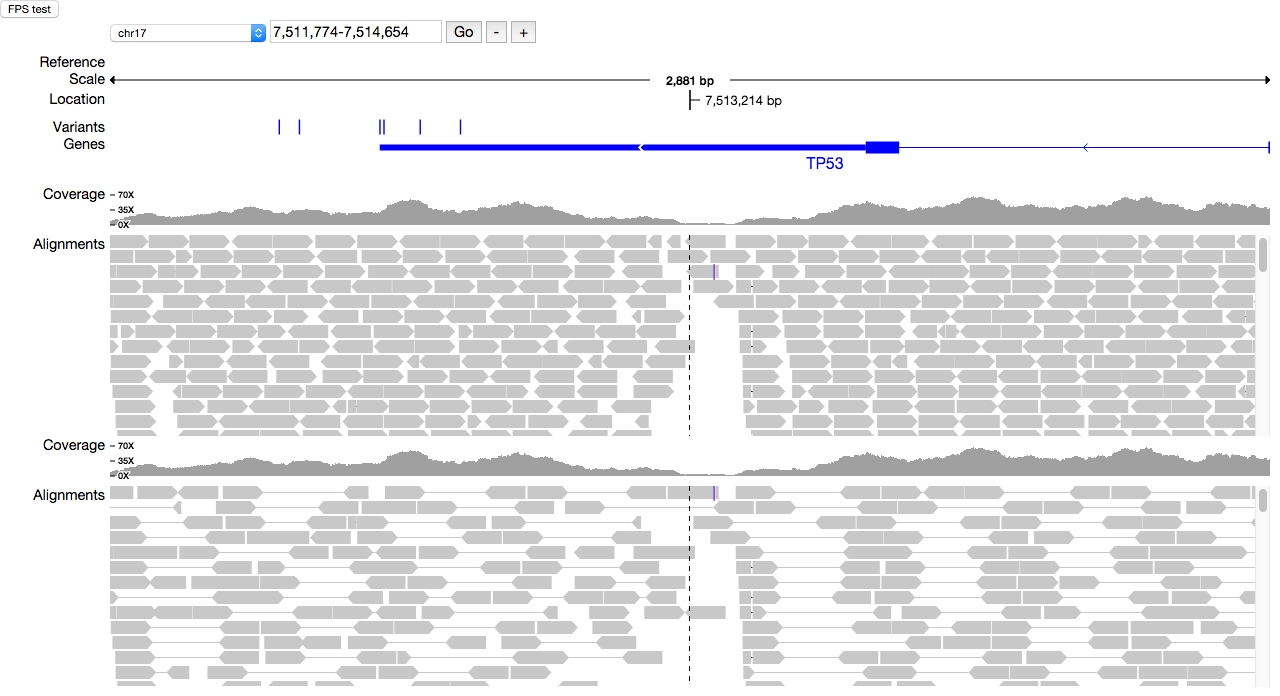 FPS test
chr17 7,511,774-7,514,654 Go - +
Reference
Scale 2,881 bp
Location 7,513,214 bp
Variants
Genes
TP53
Coverage 70X
35X
0X
Alignments
Coverage 70X
35X
0X
Alignments